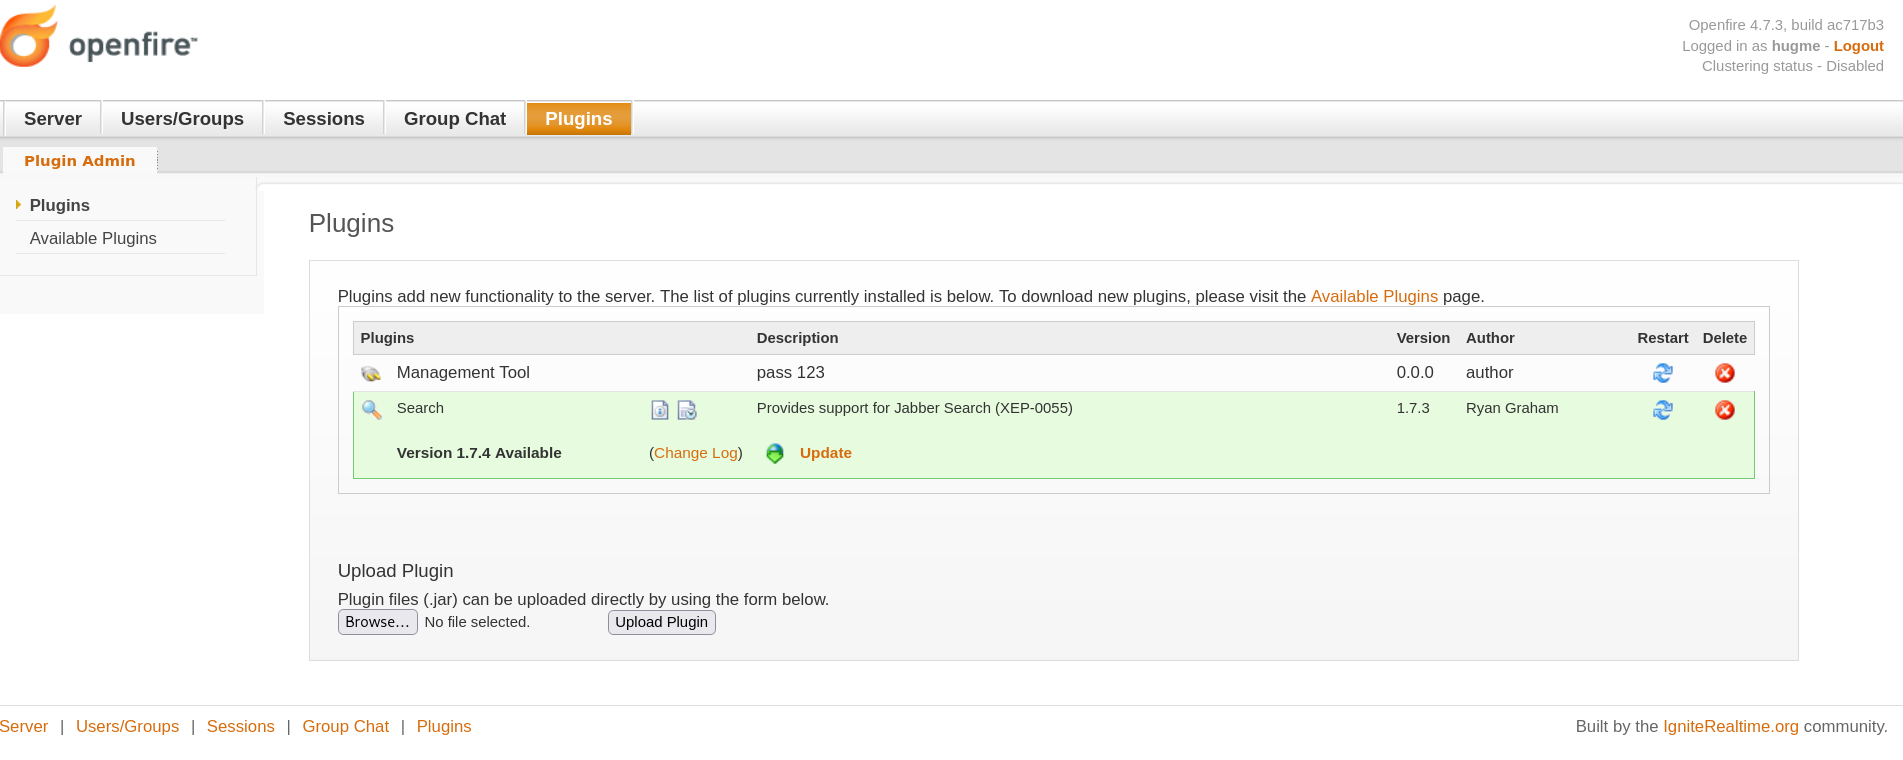 openfire™
Openfire 4.7.3, build ac717b3
Logged in as hugme - Logout
Clustering status - Disabled
Server Users/Groups Sessions Group Chat Plugins
Plugin Admin
Plugins
Available Plugins
Plugins
Plugins add new functionality to the server. The list of plugins currently installed is below. To download new plugins, please visit the Available Plugins page.
Plugins Description Version Author Restart Delete
Management Tool pass 123 0.0.0 author
Search Provides support for Jabber Search (XEP-0055) 1.7.3 Ryan Graham
Version 1.7.4 Available (Change Log) Update
Upload Plugin
Plugin files (.jar) can be uploaded directly by using the form below.
Browse... No file selected. Upload Plugin
Server | Users/Groups | Sessions | Group Chat | Plugins
Built by the IgniteRealtime.org community.